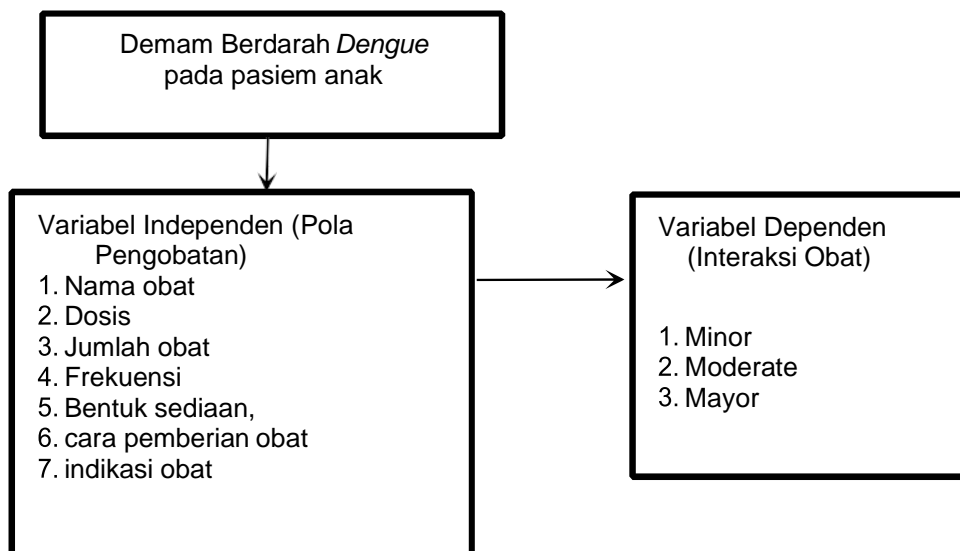 Demam Berdarah Dengue
pada pasiem anak
Variabel Independen (Pola
Pengobatan)
1. Nama obat
2. Dosis
3. Jumlah obat
4. Frekuensi
5. Bentuk sediaan,
6. cara pemberian obat
7. indikasi obat
Variabel Dependen
(Interaksi Obat)
1. Minor
2. Moderate
3. Mayor